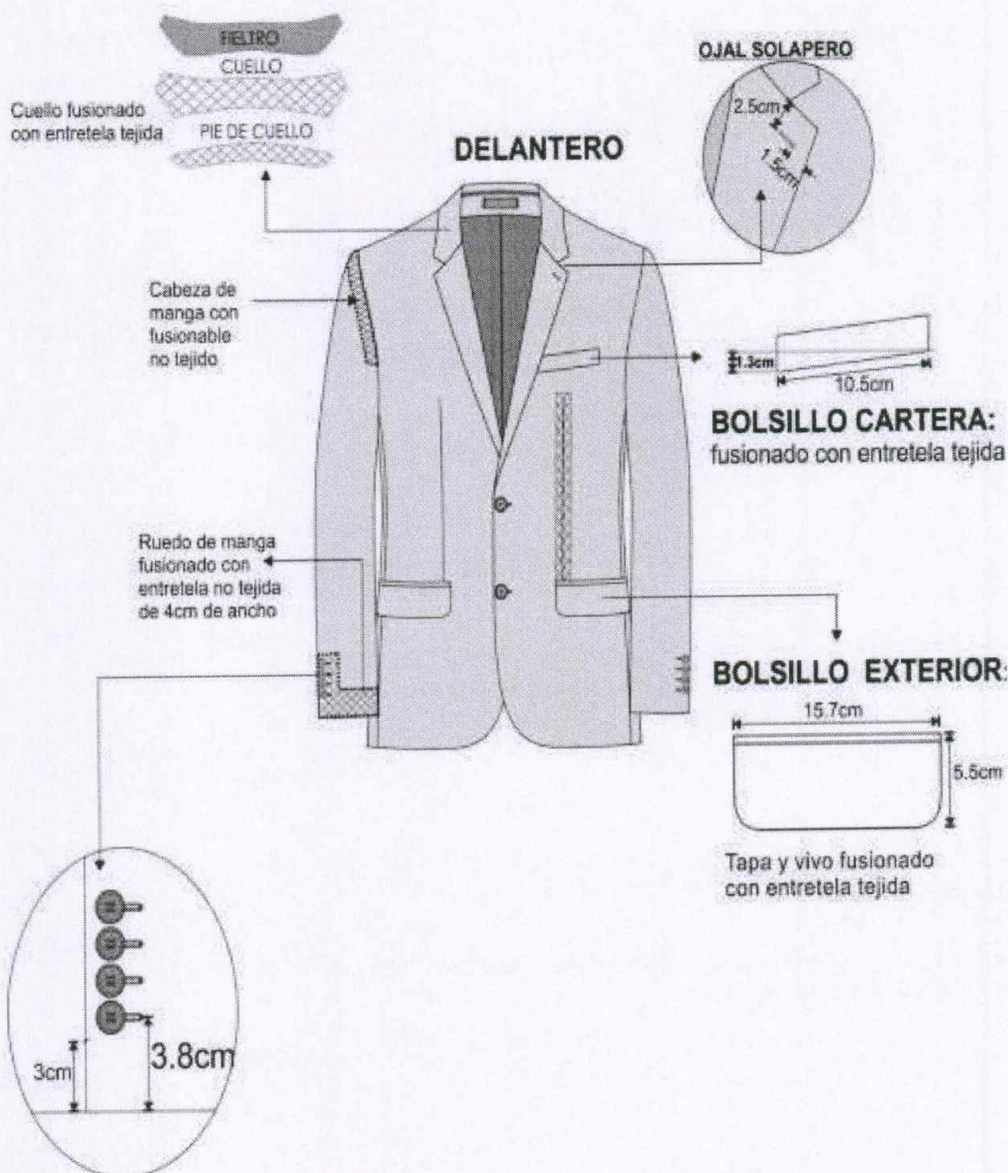 FIELTRO
CUELLO
Cuello fusionado
con entretela tejida
PIE DE CUELLO
OJAL SOLAPERO
2.5cm
1.5cm
DELANTERO
Cabeza de
manga con
fusionable
no tejido
1.3cm
10.5cm
BOLSILLO CARTERA:
fusionado con entretela tejida
Ruedo de manga
fusionado con
entretela no tejida
de 4cm de ancho
BOLSILLO EXTERIOR:
15.7cm
5.5cm
Tapa y vivo fusionado
con entretela tejida
3cm
3.8cm